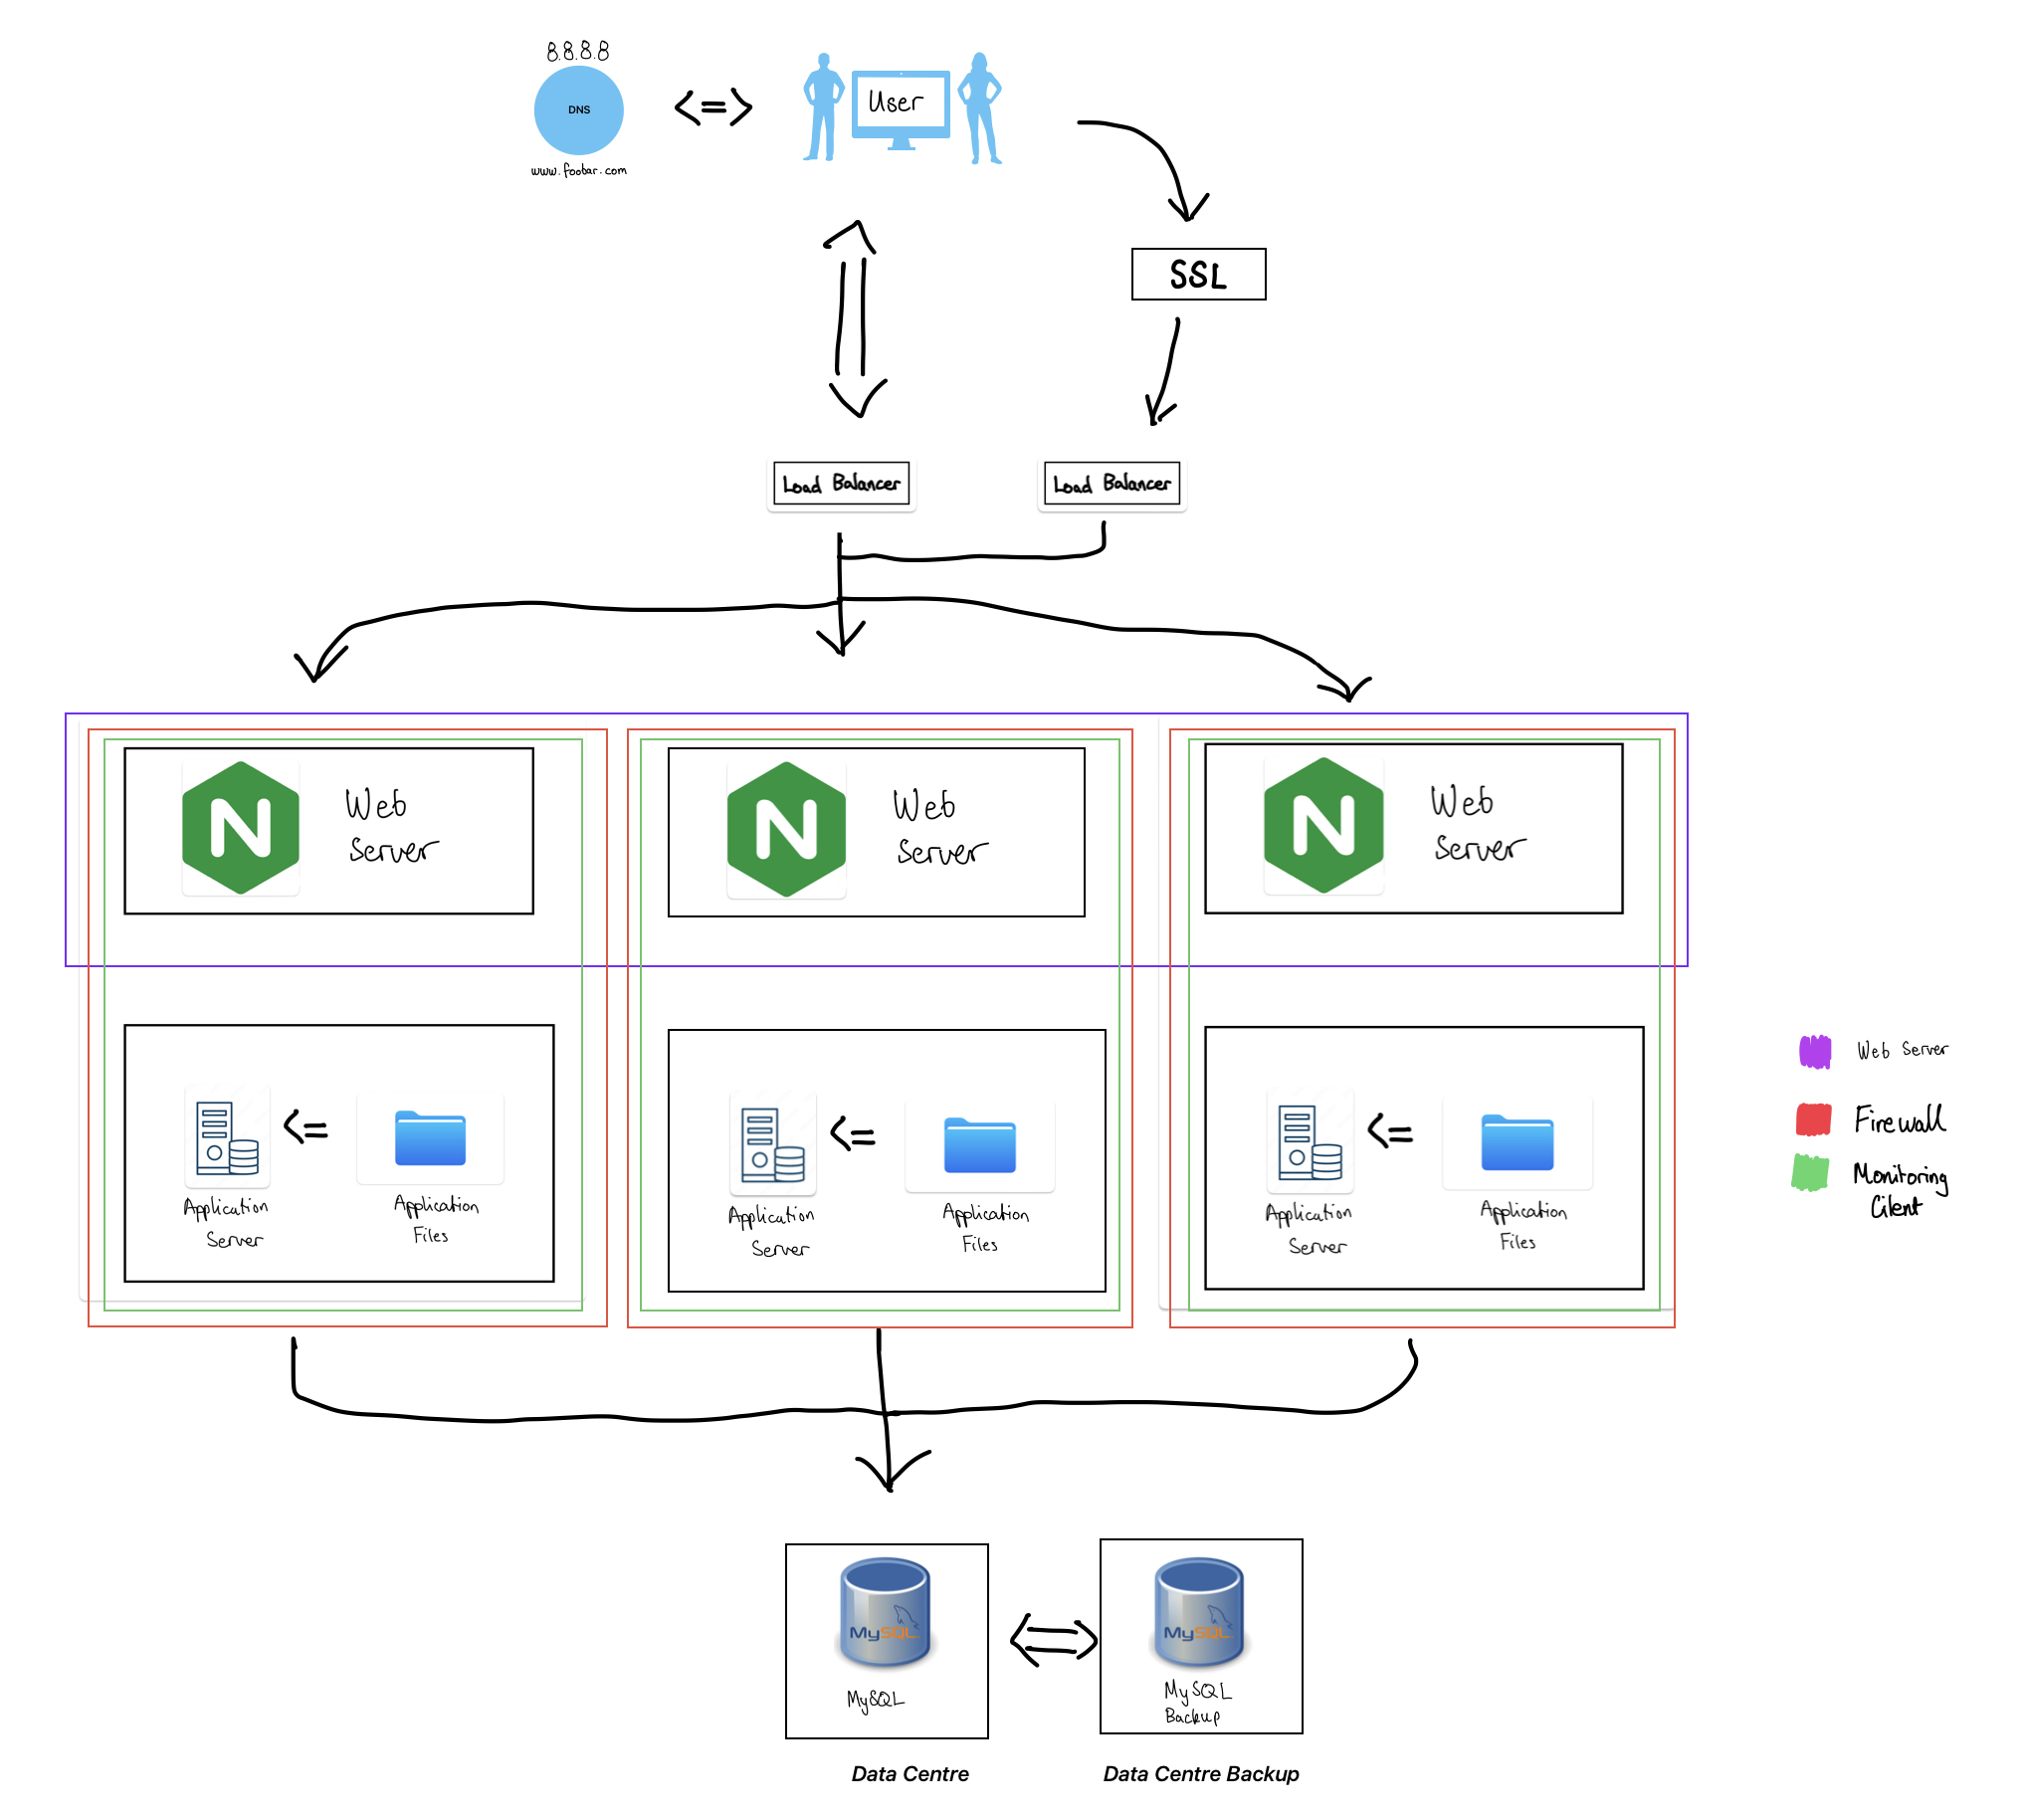 8.8.8.8
DNS
www.foobar.com
User
SSL
Load Balancer
Load Balancer
N
Web
Server
N
Web
Server
N
Web
Server
Application
Server
<=
Application
Files
Application
Server
<=
Application
Files
Application
Server
<=
Application
Files
Web Server
Firewall
Monitoring
Cilent
MySQL
MySQL
MySQL
MySQL
Backup
Data Centre
Data Centre Backup